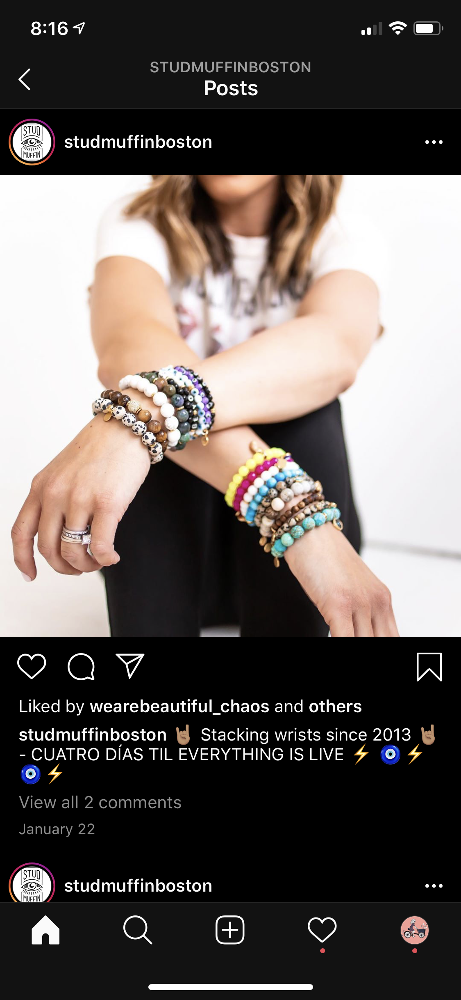 8:16
STUDMUFFINBOSTON
Posts
STUD
MUFFIN
studmuffinboston
Liked by wearebeautiful_chaos and others
studmuffinboston 🤘🏽 Stacking wrists since 2013 🤘🏽
- CUATRO DÍAS TIL EVERYTHING IS LIVE ⚡ 🧿⚡
🧿⚡
View all 2 comments
January 22
STUD
MUFFIN
studmuffinboston